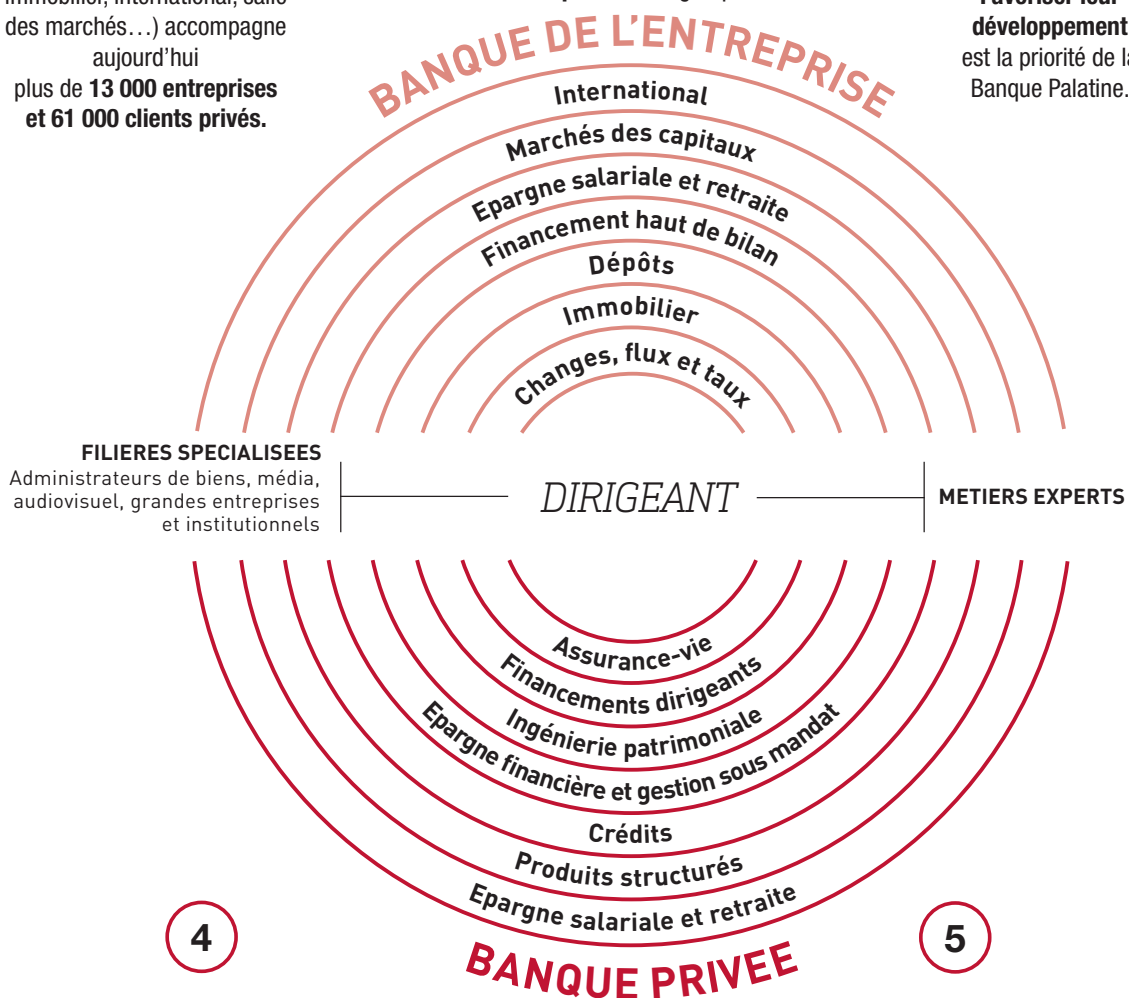 des marchés…) accompagne
aujourd’hui
plus de 13 000 entreprises
et 61 000 clients privés.
développement
est la priorité de la
Banque Palatine.
BANQUE DE L’ENTREPRISE
International
Marchés des capitaux
Epargne salariale et retraite
Financement haut de bilan
Dépôts
Immobilier
Changes, flux et taux
FILIERES SPECIALISEES
Administrateurs de biens, média,
audiovisuel, grandes entreprises
et institutionnels
DIRIGEANT
METIERS EXPERTS
Assurance-vie
Financements dirigeants
Ingénierie patrimoniale
Epargne financière et gestion sous mandat
Crédits
Produits structurés
Epargne salariale et retraite
BANQUE PRIVEE
4
5